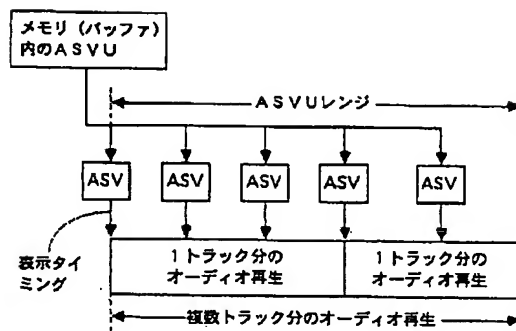 メモリ（バッファ）
内のＡＳＶＵ
ＡＳＶＵレンジ
ASV
ASV
ASV
ASV
ASV
表示タイ
ミング
１トラック分の
オーディオ再生
１トラック分の
オーディオ再生
複数トラック分のオーディオ再生